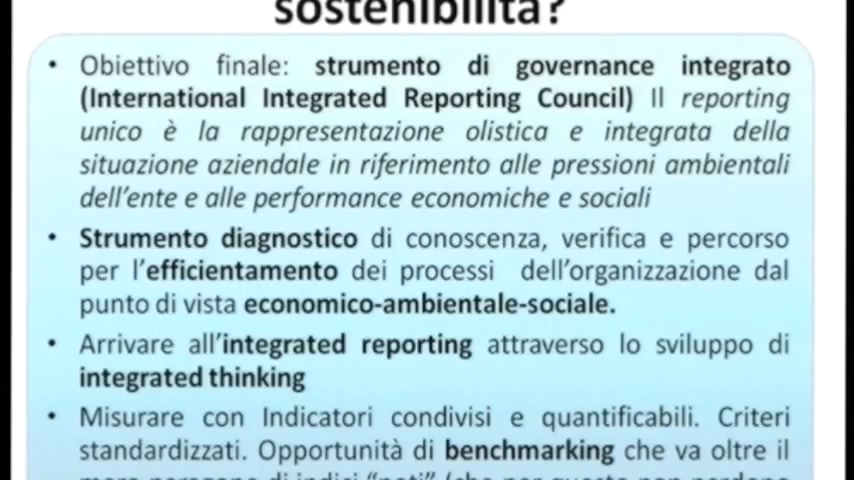 sostenibilità?
• Obiettivo finale: strumento di governance integrato
(International Integrated Reporting Council) Il reporting
unico è la rappresentazione olistica e integrata della
situazione aziendale in riferimento alle pressioni ambientali
dell’ente e alle performance economiche e sociali
• Strumento diagnostico di conoscenza, verifica e percorso
per l’efficientamento dei processi dell’organizzazione dal
punto di vista economico-ambientale-sociale.
• Arrivare all’integrated reporting attraverso lo sviluppo di
integrated thinking
• Misurare con Indicatori condivisi e quantificabili. Criteri
standardizzati. Opportunità di benchmarking che va oltre il